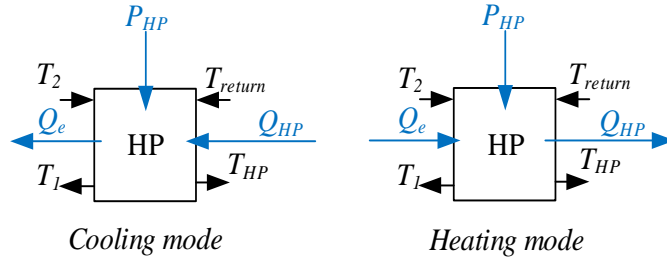 P_HP
T_2
T_return
Q_e
HP
Q_HP
T_1
T_HP
Cooling mode
P_HP
T_2
T_return
Q_e
HP
Q_HP
T_1
T_HP
Heating mode